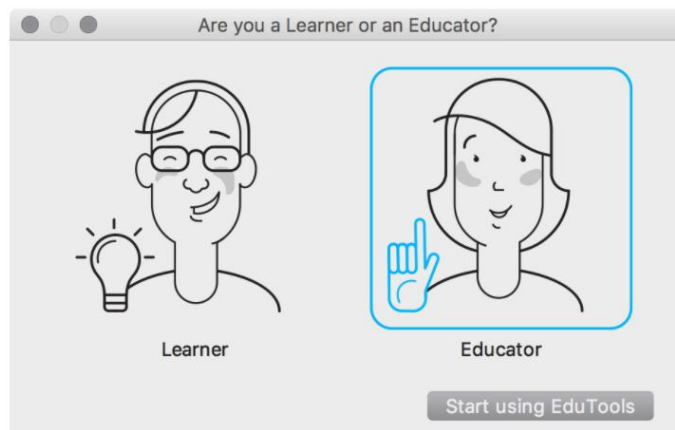 Are you a Learner or an Educator?
Learner
Educator
Start using EduTools